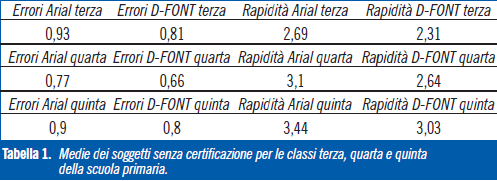 Errori Arial terza Errori D-FONT terza Rapidità Arial terza Rapidità D-FONT terza
0,93 0,81 2,69 2,31
Errori Arial quarta Errori D-FONT quarta Rapidità Arial quarta Rapidità D-FONT quarta
0,77 0,66 3,1 2,64
Errori Arial quinta Errori D-FONT quinta Rapidità Arial quinta Rapidità D-FONT quinta
0,9 0,8 3,44 3,03
Tabella 1. Medie dei soggetti senza certificazione per le classi terza, quarta e quinta
della scuola primaria.